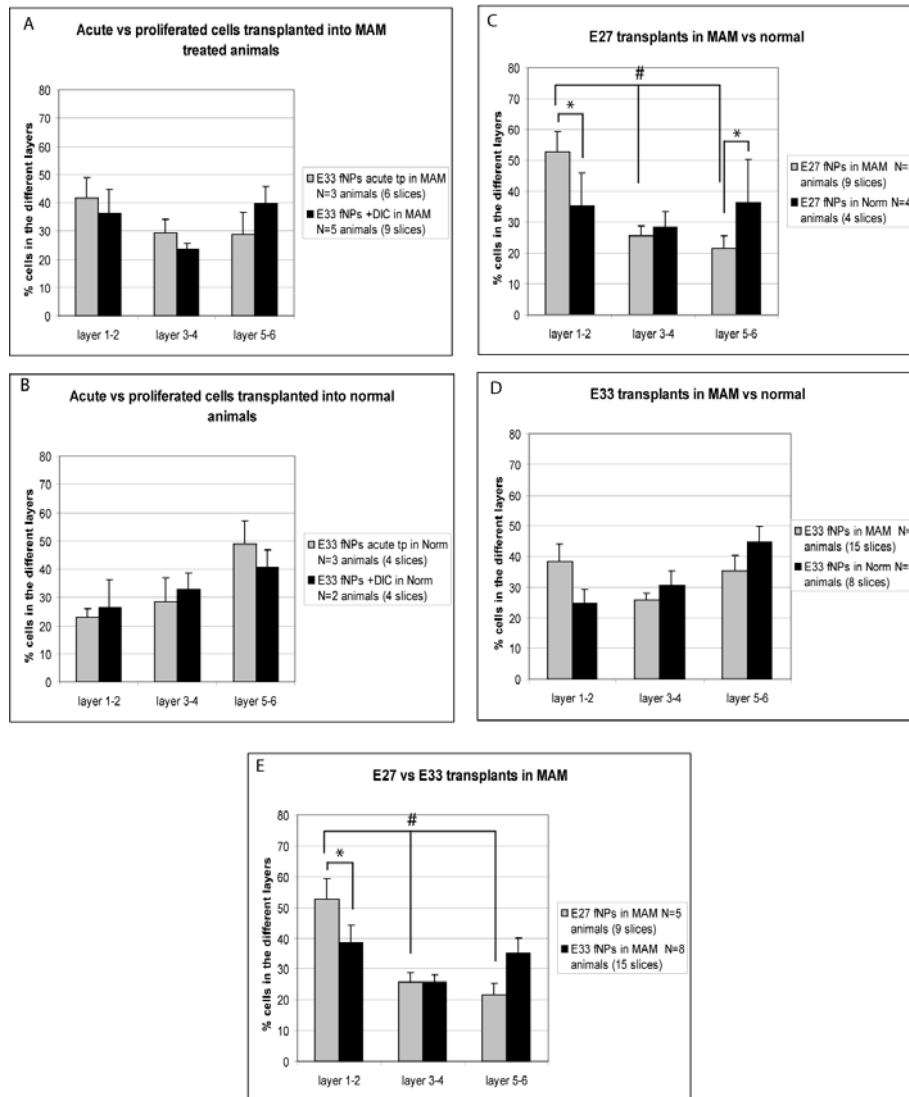 A
Acute vs proliferated cells transplanted into MAM
treated animals
% cells in the different layers
80
70
60
50
40
30
20
10
0
layer 1-2
layer 3-4
layer 5-6
E33 fNPs acute tp in MAM
N=3 animals (6 slices)
E33 fNPs +DIC in MAM
N=5 animals (9 slices)
C
E27 transplants in MAM vs normal
% cells in the different layers
80
70
60
50
40
30
20
10
0
#
*
*
layer 1-2
layer 3-4
layer 5-6
E27 fNPs in MAM N=
animals (9 slices)
E27 fNPs in Norm N=4
animals (4 slices)
B
Acute vs proliferated cells transplanted into normal
animals
% cells in the different layers
80
70
60
50
40
30
20
10
0
layer 1-2
layer 3-4
layer 5-6
E33 fNPs acute tp in Norm
N=3 animals (4 slices)
E33 fNPs +DIC in Norm
N=2 animals (4 slices)
D
E33 transplants in MAM vs normal
% cells in the different layers
80
70
60
50
40
30
20
10
0
layer 1-2
layer 3-4
layer 5-6
E33 fNPs in MAM N=
animals (15 slices)
E33 fNPs in Norm N=
animals (8 slices)
E
E27 vs E33 transplants in MAM
% cells in the different layers
80
70
60
50
40
30
20
10
0
#
*
layer 1-2
layer 3-4
layer 5-6
E27 fNPs in MAM N=5
animals (9 slices)
E33 fNPs in MAM N=8
animals (15 slices)